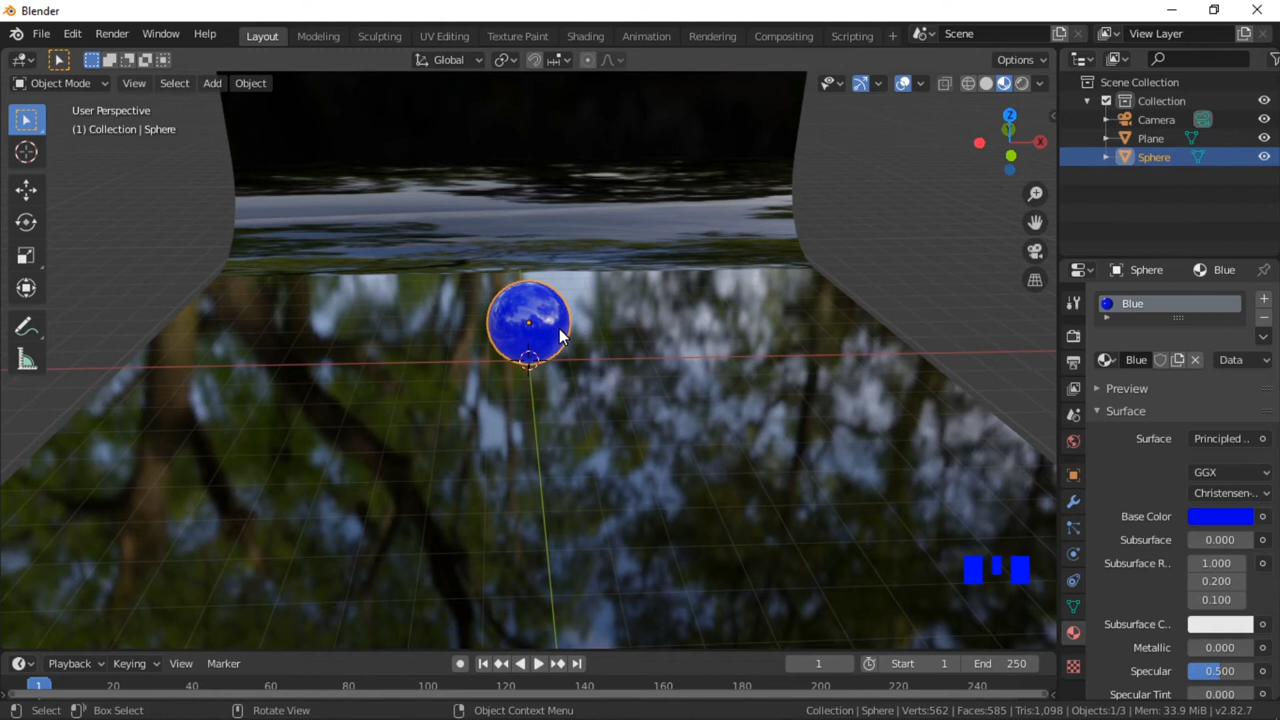 Blender
File Edit Render Window Help Layout Modeling Sculpting UV Editing Texture Paint Shading Animation Rendering Compositing Scripting + Scene View Layer
Global Options
Object Mode View Select Add Object
User Perspective
(1) Collection | Sphere
Z
X
Scene Collection
Collection
Camera
Plane
Sphere
Sphere Blue
Blue
Blue Data
Preview
Surface
Surface Principled ..
GGX
Christensen-..
Base Color
Subsurface 0.000
Subsurface R.. 1.000
0.200
0.100
Subsurface C..
Metallic 0.000
Specular 0.500
Specular Tint 0.000
Playback Keying View Marker 1 Start 1 End 250
1 20 40 60 80 100 120 140 160 180 200 220 240
Select Box Select Rotate View Object Context Menu Collection | Sphere | Verts:562 | Faces:585 | Tris:1,098 | Objects:1/3 | Mem: 33.9 MiB | v2.82.7